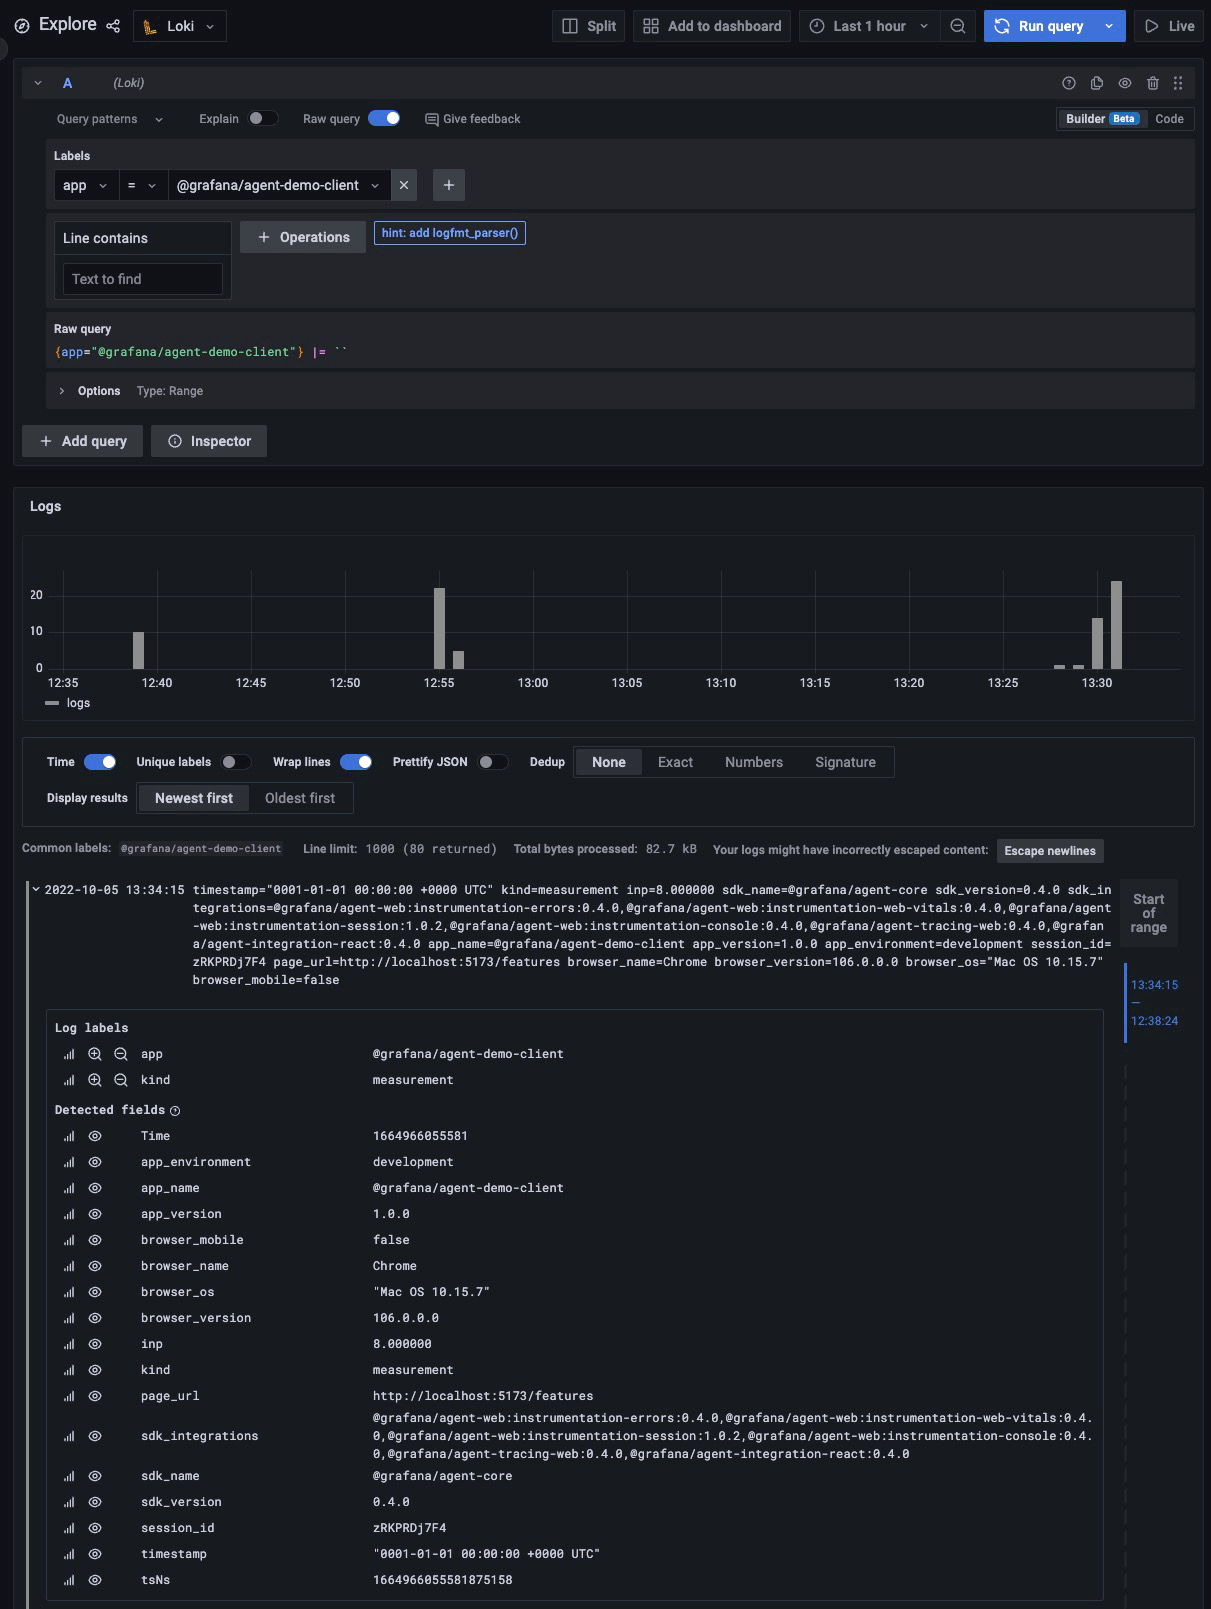 Explore Loki Split Add to dashboard Last 1 hour Run query Live
A (Loki)
Query patterns Explain Raw query Give feedback Builder Beta Code
Labels
app = @grafana/agent-demo-client
Line contains + Operations hint: add logfmt_parser()
Text to find
Raw query
{app="@grafana/agent-demo-client"} |= ``
Options Type: Range
+ Add query Inspector
Logs
20
10
0
12:35 12:40 12:45 12:50 12:55 13:00 13:05 13:10 13:15 13:20 13:25 13:30
logs
Time Unique labels Wrap lines Prettify JSON Dedup None Exact Numbers Signature
Display results Newest first Oldest first
Common labels: @grafana/agent-demo-client Line limit: 1000 (80 returned) Total bytes processed: 82.7 kB Your logs might have incorrectly escaped content: Escape newlines
2022-10-05 13:34:15 timestamp="0001-01-01 00:00:00 +0000 UTC" kind=measurement inp=8.000000 sdk_name=@grafana/agent-core sdk_version=0.4.0 sdk_in
tegrations=@grafana/agent-web:instrumentation-errors:0.4.0,@grafana/agent-web:instrumentation-web-vitals:0.4.0,@grafana/agent
-web:instrumentation-session:1.0.2,@grafana/agent-web:instrumentation-console:0.4.0,@grafana/agent-tracing-web:0.4.0,@grafan
a/agent-integration-react:0.4.0 app_name=@grafana/agent-demo-client app_version=1.0.0 app_environment=development session_id=
zRKPRDj7F4 page_url=http://localhost:5173/features browser_name=Chrome browser_version=106.0.0.0 browser_os="Mac OS 10.15.7"
browser_mobile=false
Start
of
range
13:34:15
—
12:38:24
Log labels
app @grafana/agent-demo-client
kind measurement
Detected fields
Time 1664966055581
app_environment development
app_name @grafana/agent-demo-client
app_version 1.0.0
browser_mobile false
browser_name Chrome
browser_os "Mac OS 10.15.7"
browser_version 106.0.0.0
inp 8.000000
kind measurement
page_url http://localhost:5173/features
@grafana/agent-web:instrumentation-errors:0.4.0,@grafana/agent-web:instrumentation-web-vitals:0.4.
sdk_integrations 0,@grafana/agent-web:instrumentation-session:1.0.2,@grafana/agent-web:instrumentation-console:0.4.
0,@grafana/agent-tracing-web:0.4.0,@grafana/agent-integration-react:0.4.0
sdk_name @grafana/agent-core
sdk_version 0.4.0
session_id zRKPRDj7F4
timestamp "0001-01-01 00:00:00 +0000 UTC"
tsNs 1664966055581875158